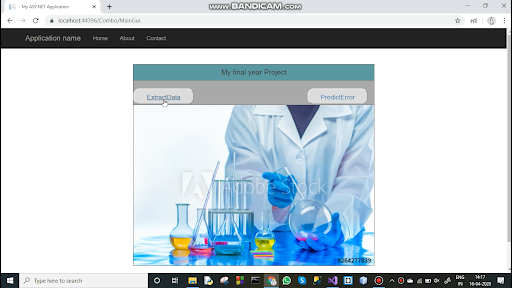 www.BANDICAM.com
- My ASP.NET Application
localhost:44396/Combo/MainGui
Application name Home About Contact
My final year Project
ExtractData PredictError
Adobe Stock
#264277839
Type here to search
ENG 14:17
IN 16-04-2020